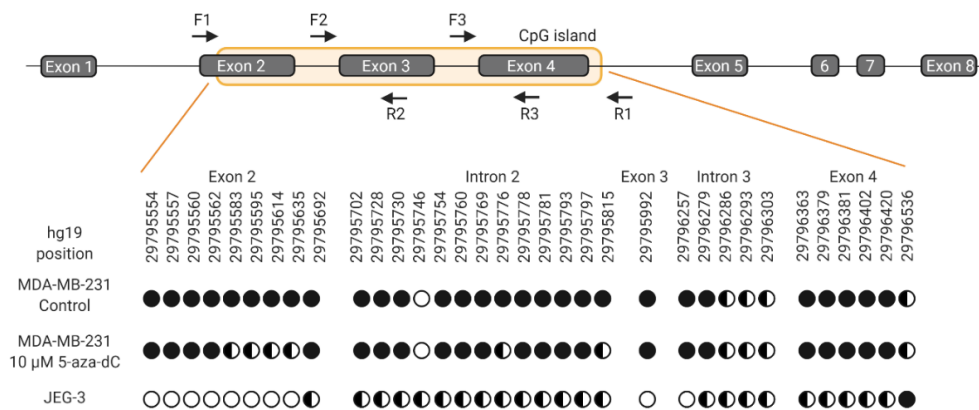 F1 F2 F3
CpG island
Exon 1 Exon 2 Exon 3 Exon 4 Exon 5 6 7 Exon 8
R2 R3 R1
Exon 2 Intron 2 Exon 3 Intron 3 Exon 4
hg19
position
29795554
29795557
29795560
29795562
29795583
29795595
29795614
29795635
29795692
29795702
29795728
29795730
29795746
29795754
29795760
29795769
29795776
29795778
29795781
29795793
29795797
29795815
29795992
29796257
29796279
29796286
29796293
29796303
29796363
29796379
29796381
29796402
29796420
29796536
MDA-MB-231
Control
MDA-MB-231
10 µM 5-aza-dC
JEG-3